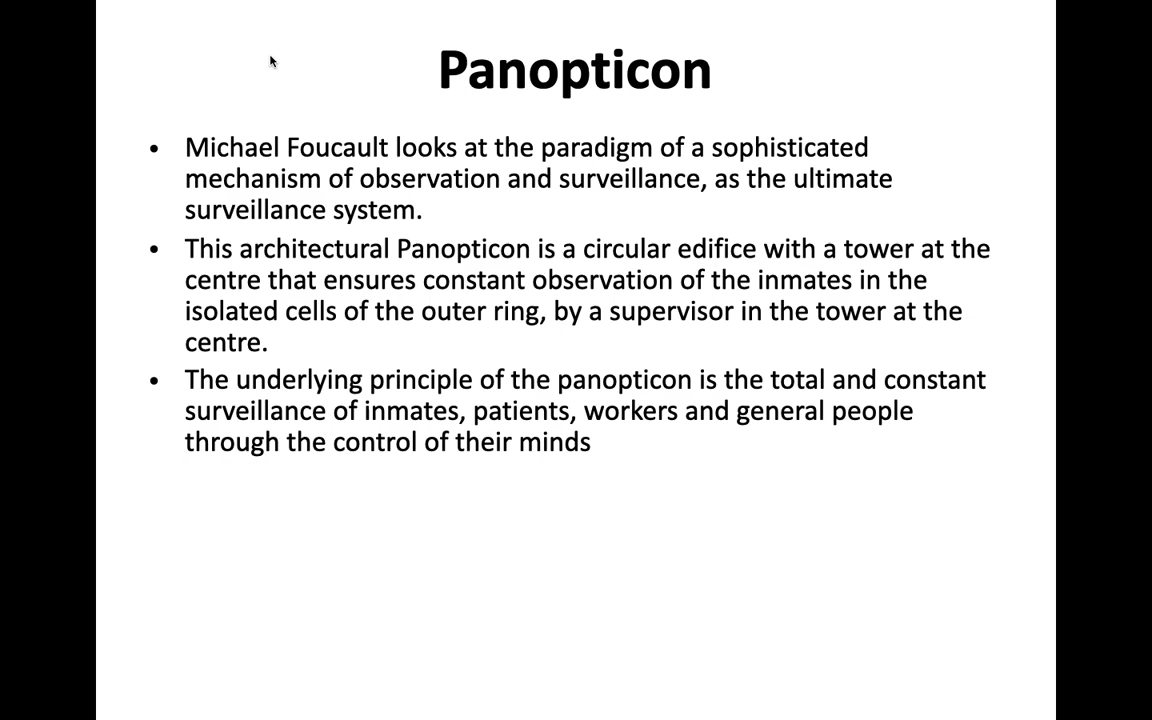 Panopticon
• Michael Foucault looks at the paradigm of a sophisticated
mechanism of observation and surveillance, as the ultimate
surveillance system.
• This architectural Panopticon is a circular edifice with a tower at the
centre that ensures constant observation of the inmates in the
isolated cells of the outer ring, by a supervisor in the tower at the
centre.
• The underlying principle of the panopticon is the total and constant
surveillance of inmates, patients, workers and general people
through the control of their minds